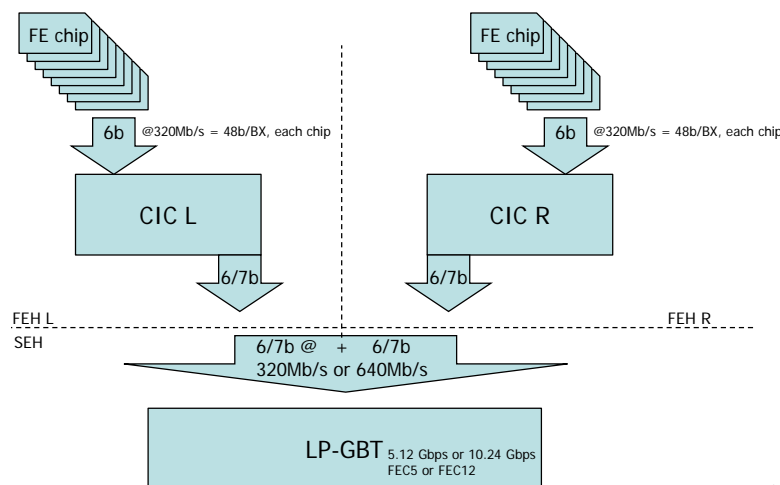 FE chip
FE chip
6b @320Mb/s = 48b/BX, each chip
6b @320Mb/s = 48b/BX, each chip
CIC L
CIC R
6/7b
6/7b
FEH L
FEH R
SEH
6/7b @ + 6/7b
320Mb/s or 640Mb/s
LP-GBT 5.12 Gbps or 10.24 Gbps
FEC5 or FEC12